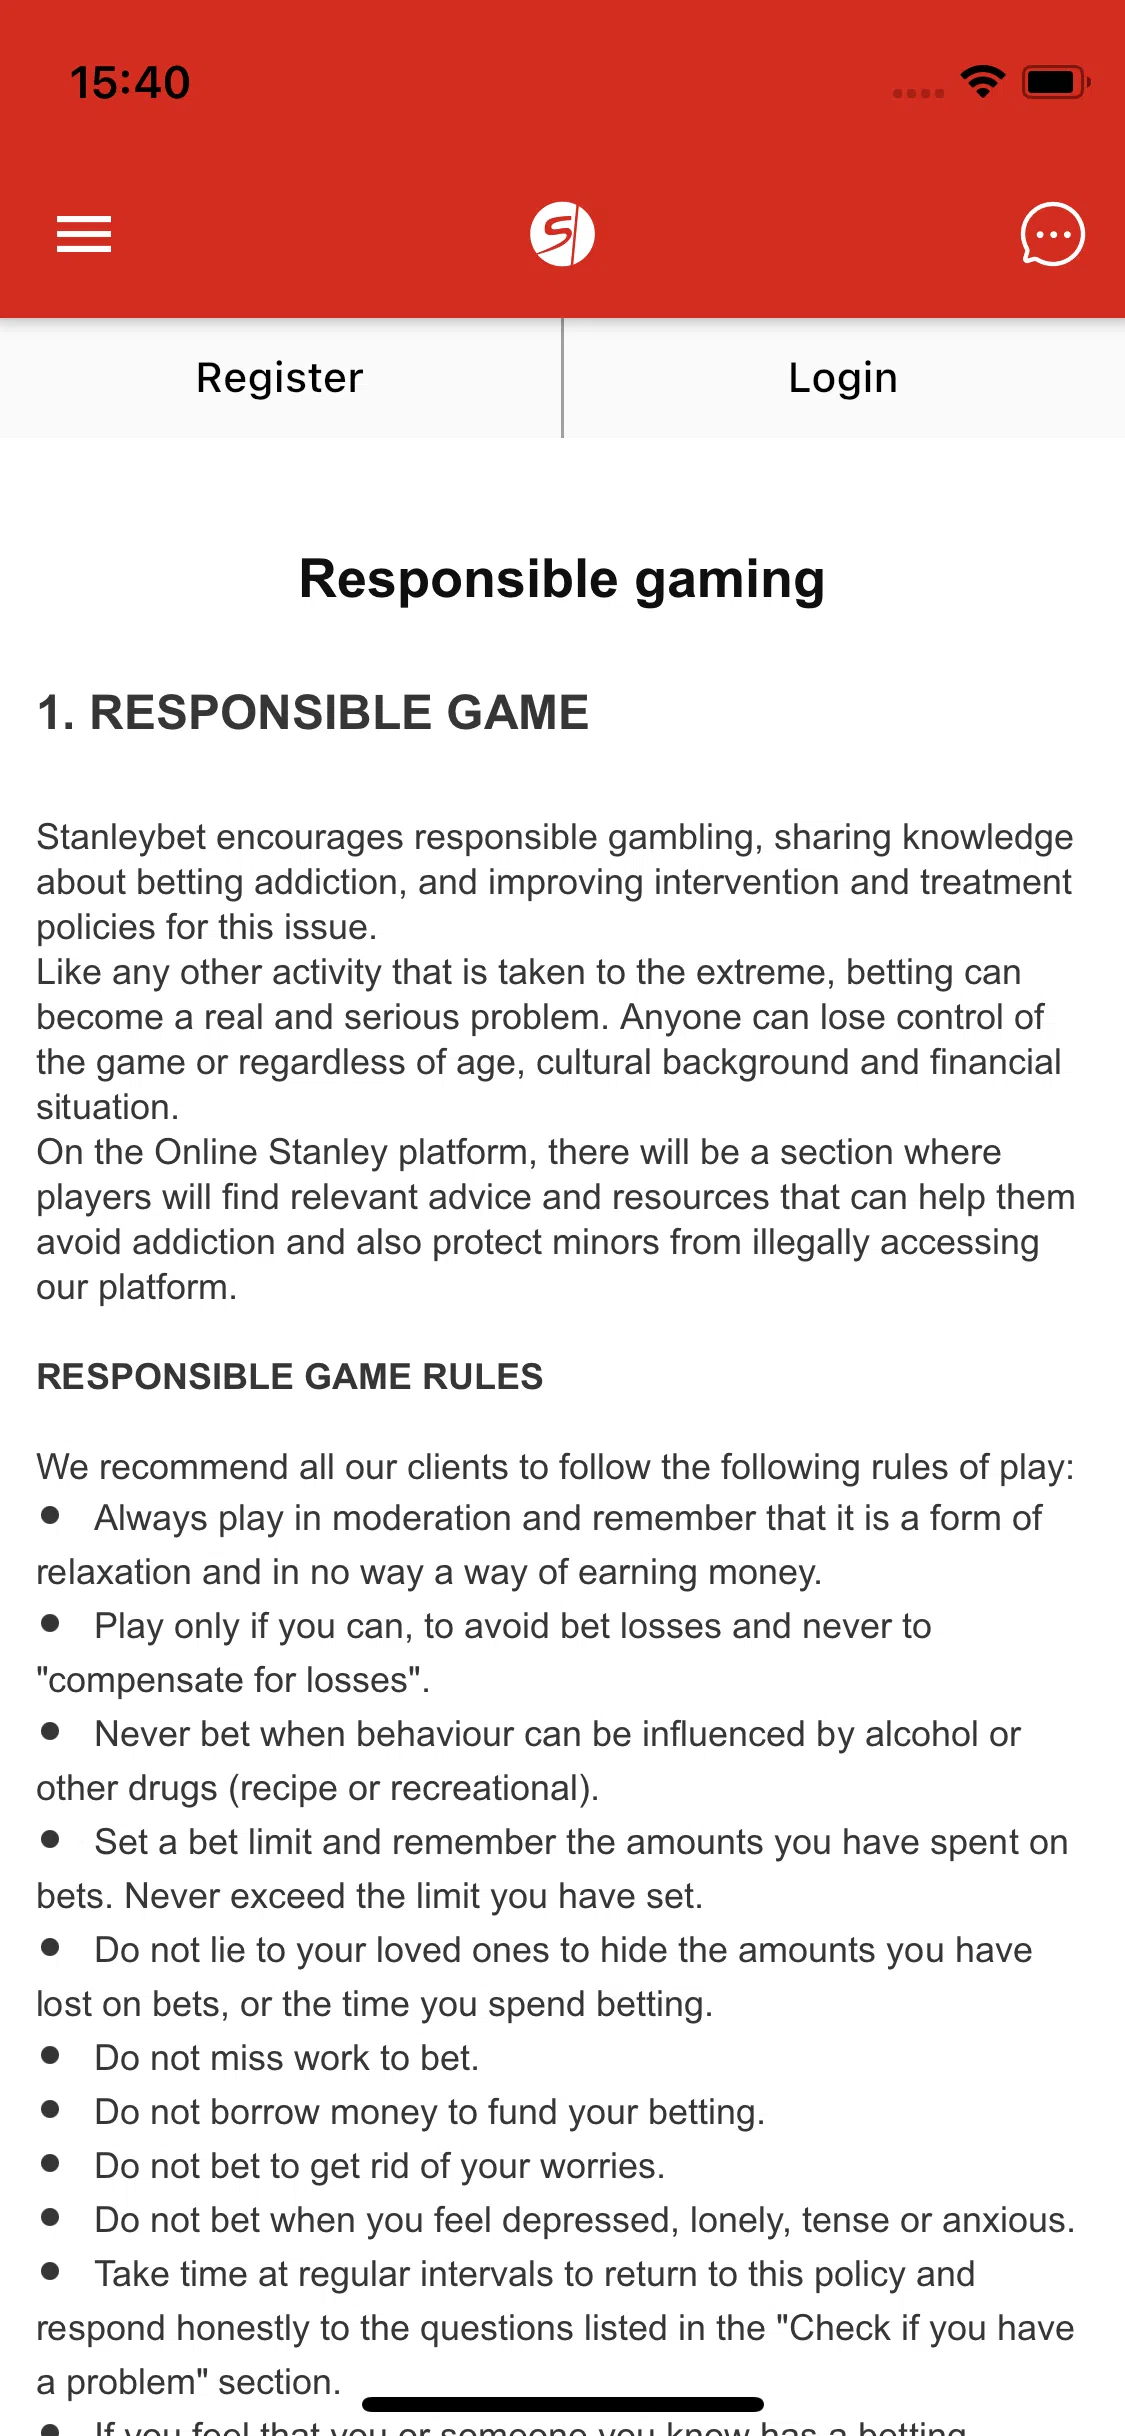 15:40
Register
Login
Responsible gaming
1. RESPONSIBLE GAME
Stanleybet encourages responsible gambling, sharing knowledge
about betting addiction, and improving intervention and treatment
policies for this issue.
Like any other activity that is taken to the extreme, betting can
become a real and serious problem. Anyone can lose control of
the game or regardless of age, cultural background and financial
situation.
On the Online Stanley platform, there will be a section where
players will find relevant advice and resources that can help them
avoid addiction and also protect minors from illegally accessing
our platform.
RESPONSIBLE GAME RULES
We recommend all our clients to follow the following rules of play:
● Always play in moderation and remember that it is a form of
relaxation and in no way a way of earning money.
● Play only if you can, to avoid bet losses and never to
"compensate for losses".
● Never bet when behaviour can be influenced by alcohol or
other drugs (recipe or recreational).
● Set a bet limit and remember the amounts you have spent on
bets. Never exceed the limit you have set.
● Do not lie to your loved ones to hide the amounts you have
lost on bets, or the time you spend betting.
● Do not miss work to bet.
● Do not borrow money to fund your betting.
● Do not bet to get rid of your worries.
● Do not bet when you feel depressed, lonely, tense or anxious.
● Take time at regular intervals to return to this policy and
respond honestly to the questions listed in the "Check if you have
a problem" section.
● If you feel that you or someone you know has a betting